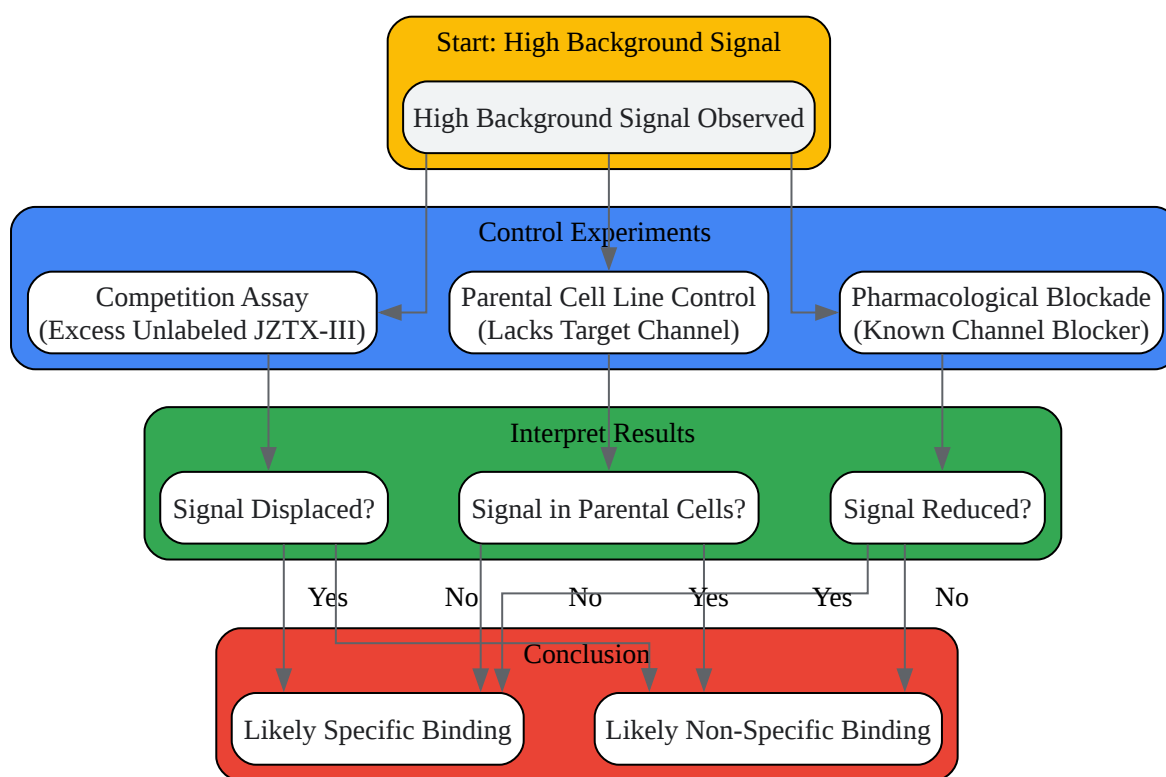 Start: High Background Signal
High Background Signal Observed
Control Experiments
Competition Assay
(Excess Unlabeled JZTX-III)
Parental Cell Line Control
(Lacks Target Channel)
Pharmacological Blockade
(Known Channel Blocker)
Interpret Results
Signal Displaced?
Signal in Parental Cells?
Signal Reduced?
Yes
No
No
Yes
Yes
No
Conclusion
Likely Specific Binding
Likely Non-Specific Binding